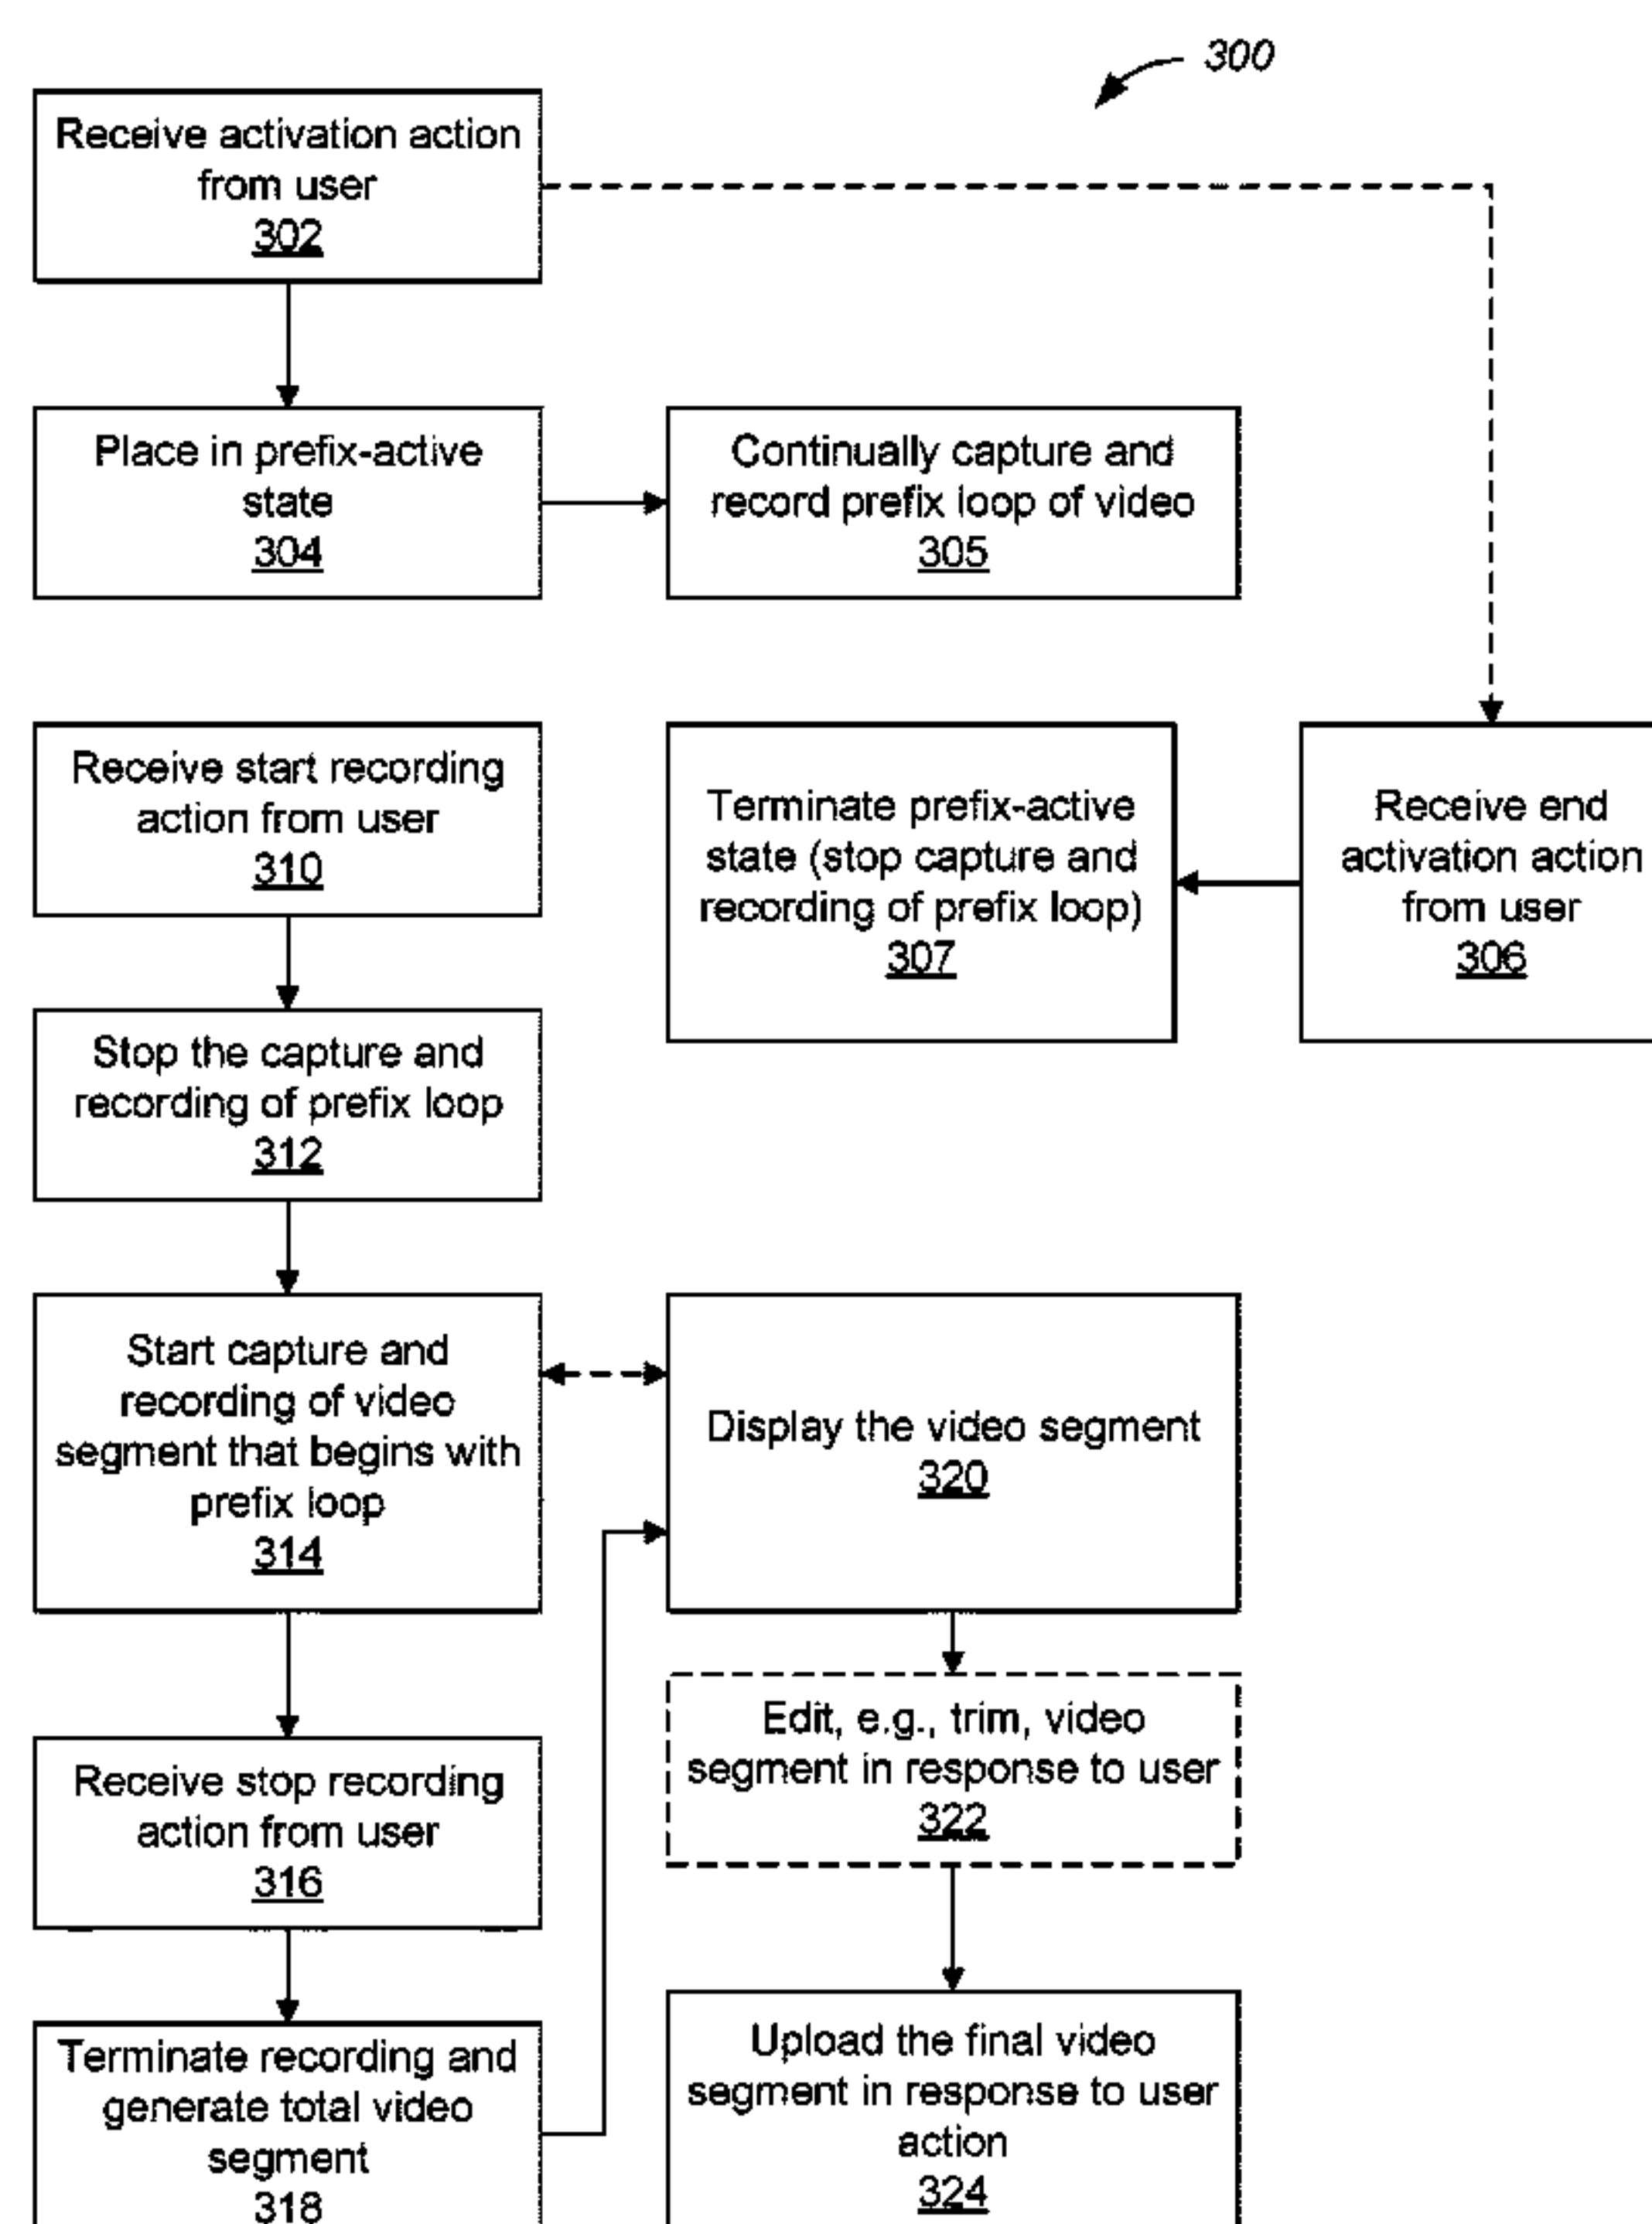 300
Receive activation action
from user
302
Place in prefix-active
state
304
Continually capture and
record prefix loop of video
305
Receive start recording
action from user
310
Terminate prefix-active
state (stop capture and
recording of prefix loop)
307
Receive end
activation action
from user
306
Stop the capture and
recording of prefix loop
312
Start capture and
recording of video
segment that begins with
prefix loop
314
Display the video segment
320
Edit, e.g., trim, video
segment in response to user
322
Receive stop recording
action from user
316
Terminate recording and
generate total video
segment
318
Upload the final video
segment in response to user
action
324